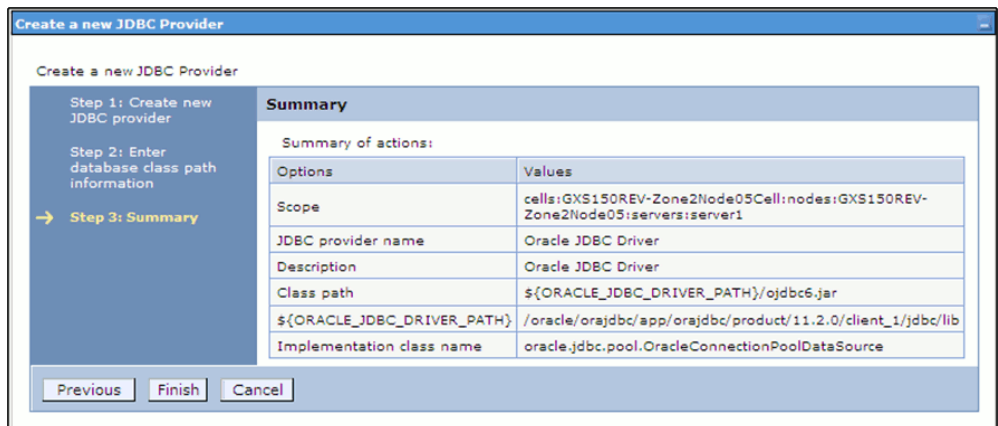 Create a new JDBC Provider
Create a new JDBC Provider
Step 1: Create new
JDBC provider
Step 2: Enter
database class path
information
Step 3: Summary
Summary
Summary of actions:
Options Values
Scope cells:GXS150REV-Zone2Node05Cell:nodes:GXS150REV-
Zone2Node05:servers:server1
JDBC provider name Oracle JDBC Driver
Description Oracle JDBC Driver
Class path ${ORACLE_JDBC_DRIVER_PATH}/ojdbc6.jar
${ORACLE_JDBC_DRIVER_PATH} /oracle/orajdbc/app/orajdbc/product/11.2.0/client_1/jdbc/lib
Implementation class name oracle.jdbc.pool.OracleConnectionPoolDataSource
Previous Finish Cancel